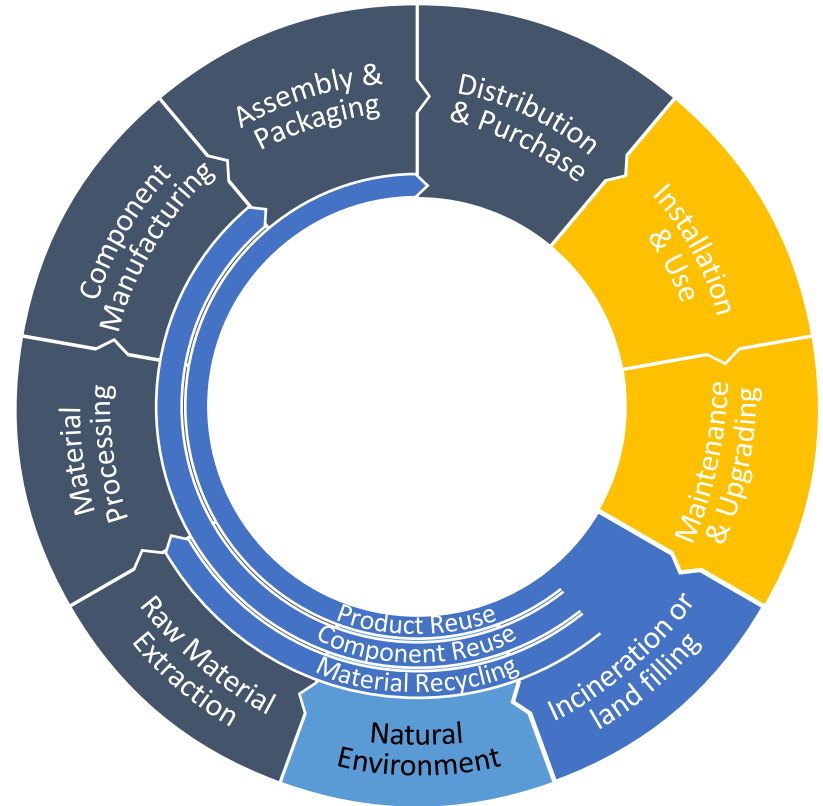 Assembly &
Packaging
Distribution
& Purchase
Installation
& Use
Maintenance
& Upgrading
Incineration or
land filling
Natural
Environment
Raw Material
Extraction
Material
Processing
Component
Manufacturing
Product Reuse
Component Reuse
Material Recycling